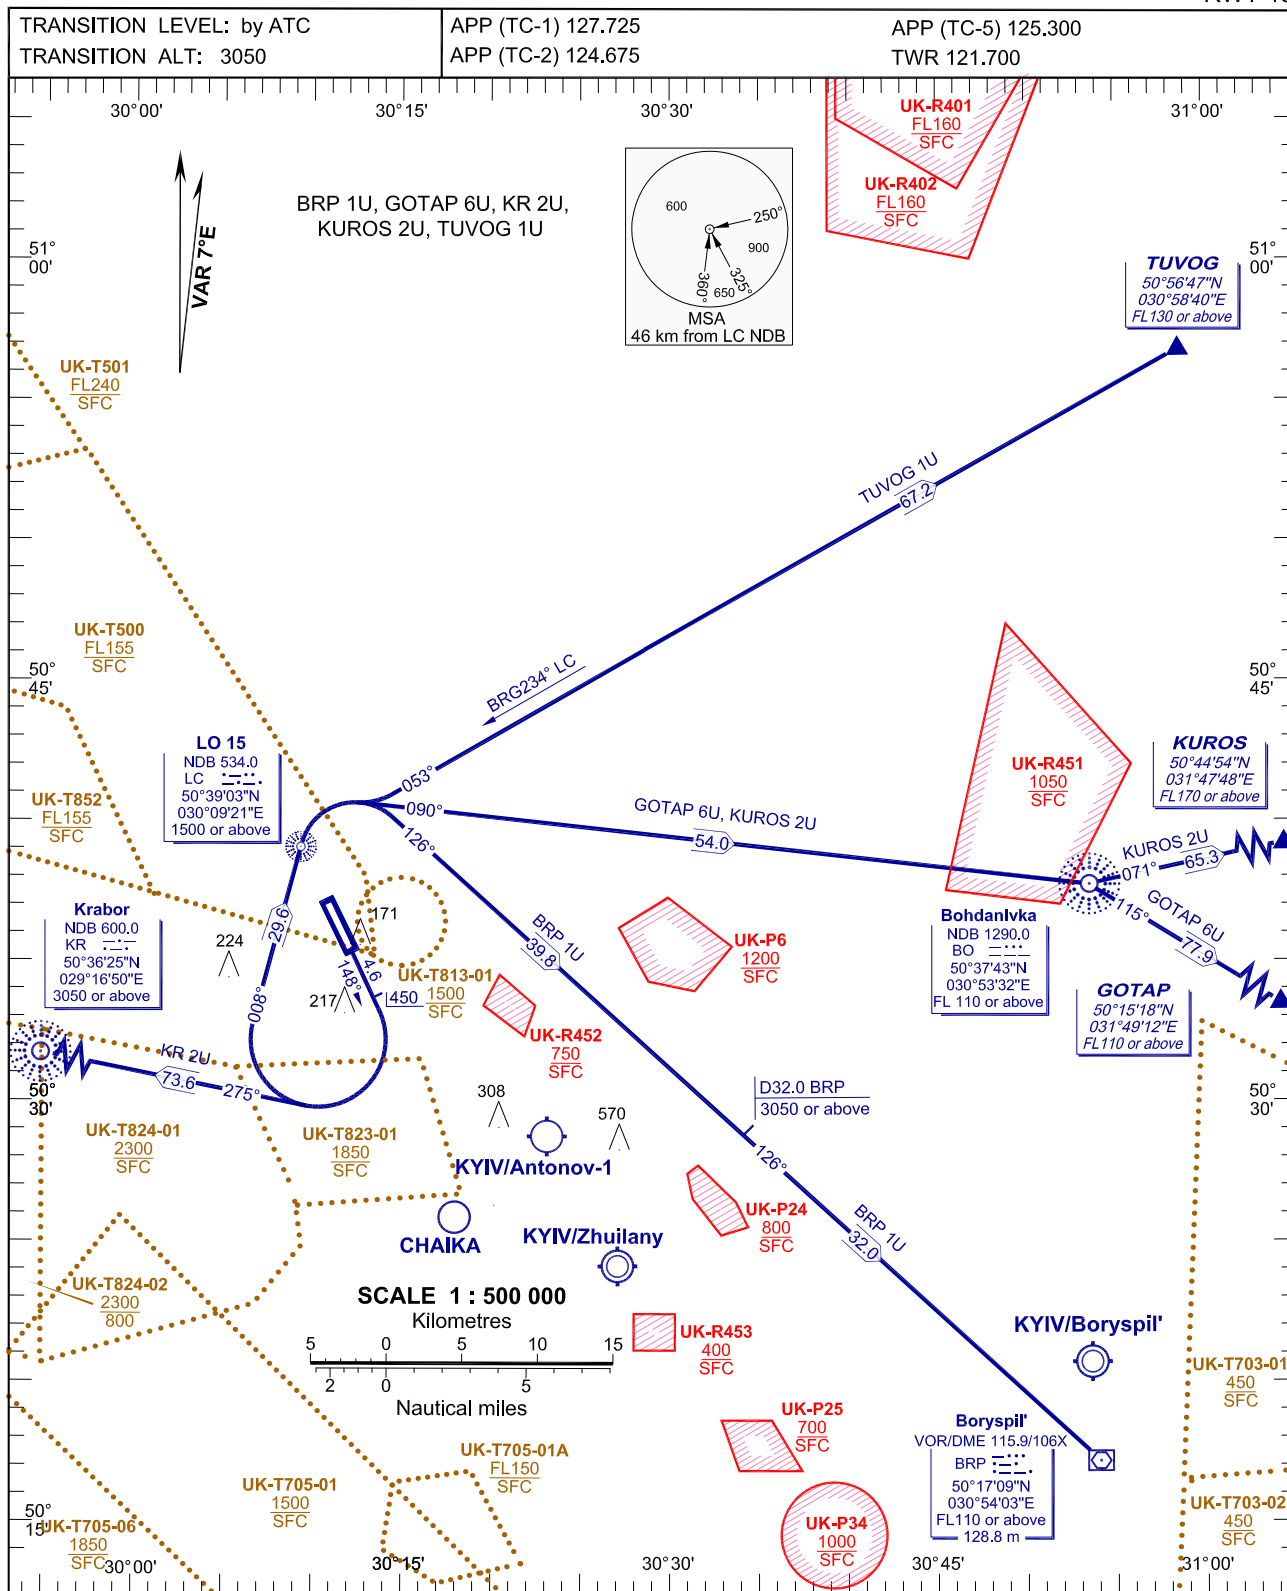 TRANSITION LEVEL: by ATC
TRANSITION ALT: 3050
APP (TC-1) 127.725
APP (TC-2) 124.675
APP (TC-5) 125.300
TWR 121.700
30°00'
30°15'
30°30'
31°00'
UK-R401
FL160
SFC
UK-R402
FL160
SFC
VAR 7°E
BRP 1U, GOTAP 6U, KR 2U,
KUROS 2U, TUVOG 1U
600
250°
900
325°
360°
650
MSA
46 km from LC NDB
51°
00'
51°
00'
TUVOG
50°56'47"N
030°58'40"E
FL130 or above
UK-T501
FL240
SFC
TUVOG 1U
67.2
UK-T500
FL155
SFC
50°
45'
50°
45'
BRG234° LC
LO 15
NDB 534.0
LC
50°39'03"N
030°09'21"E
1500 or above
053°
090°
126°
UK-T852
FL155
SFC
GOTAP 6U, KUROS 2U
54.0
UK-R451
1050
SFC
KUROS
50°44'54"N
031°47'48"E
FL170 or above
KUROS 2U
071°
65.3
GOTAP 6U
115°
77.9
Krabor
NDB 600.0
KR
50°36'25"N
029°16'50"E
3050 or above
29.6
008°
224
171
217
4.6
148°
450
UK-T813-01
1500
SFC
BRP 1U
39.8
UK-P6
1200
SFC
BohdanIvka
NDB 1290.0
BO
50°37'43"N
030°53'32"E
FL 110 or above
GOTAP
50°15'18"N
031°49'12"E
FL110 or above
UK-R452
750
SFC
KR 2U
73.6
275°
50°
30'
50°
30'
308
570
D32.0 BRP
3050 or above
126°
UK-T824-01
2300
SFC
UK-T823-01
1850
SFC
KYIV/Antonov-1
CHAIKA
KYIV/Zhuilany
UK-P24
800
SFC
BRP 1U
32.0
UK-T824-02
2300
800
SCALE 1 : 500 000
Kilometres
5 0 5 10 15
2 0 5
Nautical miles
UK-R453
400
SFC
KYIV/Boryspil'
UK-T703-01
450
SFC
UK-P25
700
SFC
Boryspil'
VOR/DME 115.9/106X
BRP
50°17'09"N
030°54'03"E
FL110 or above
128.8 m
UK-T705-01A
FL150
SFC
UK-T705-01
1500
SFC
50°
15'
UK-T705-06
1850
SFC
UK-P34
1000
SFC
UK-T703-02
450
SFC
30°00'
30°15'
30°30'
30°45'
31°00'